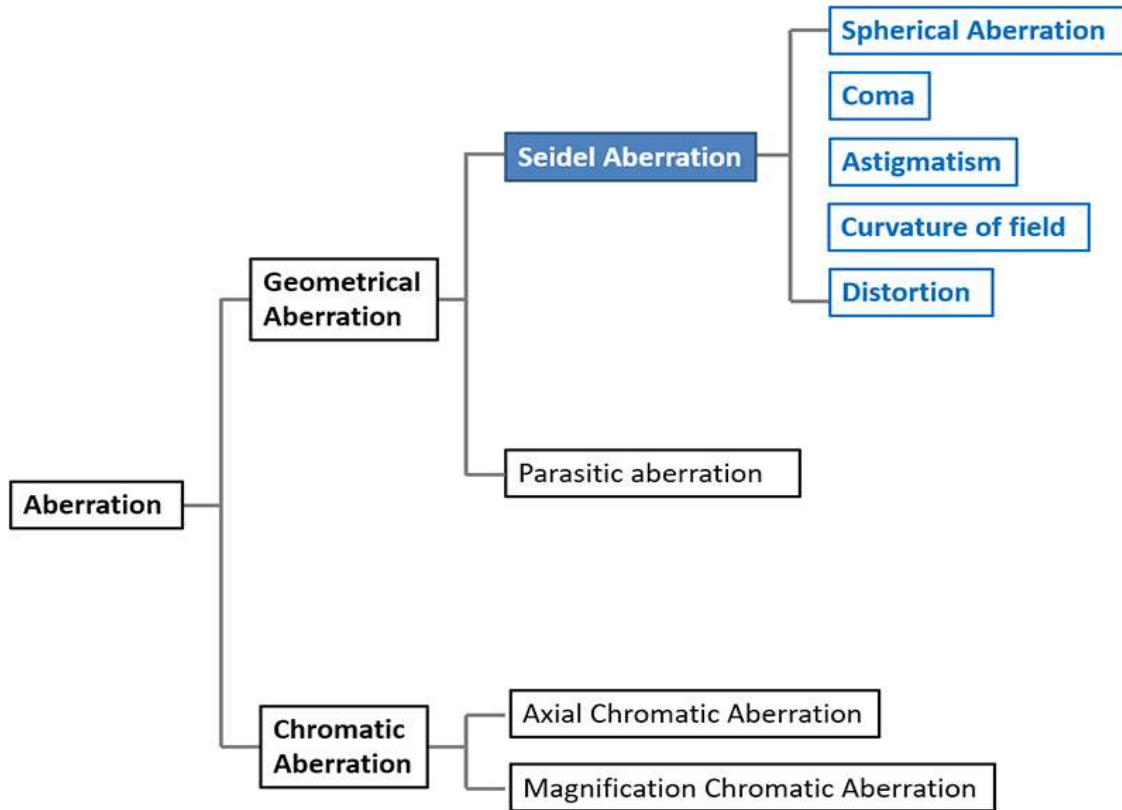 Spherical Aberration
Coma
Seidel Aberration
Astigmatism
Curvature of field
Geometrical
Aberration
Distortion
Parasitic aberration
Aberration
Axial Chromatic Aberration
Chromatic
Aberration
Magnification Chromatic Aberration